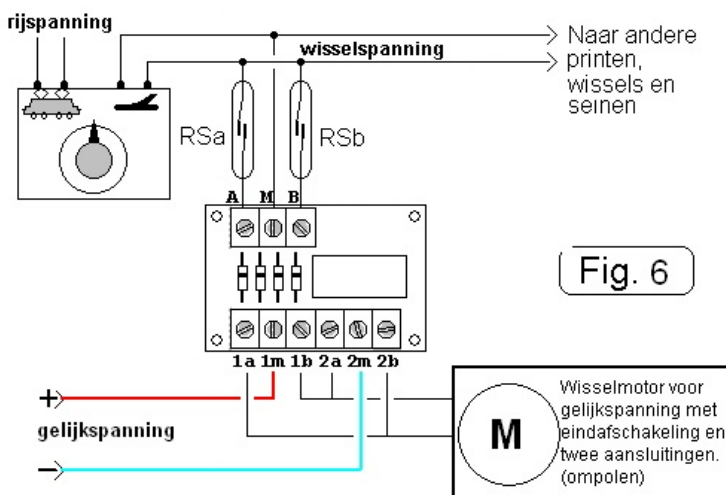 rijspanning
wisselspanning
Naar andere
printen,
wissels en
seinen
RSa
RSb
A M B
Fig. 6
1a 1m 1b 2a 2m 2b
+
gelijkspanning
−
M
Wisselmotor voor
gelijkspanning met
eindafschakeling en
twee aansluitingen.
(ompolen)